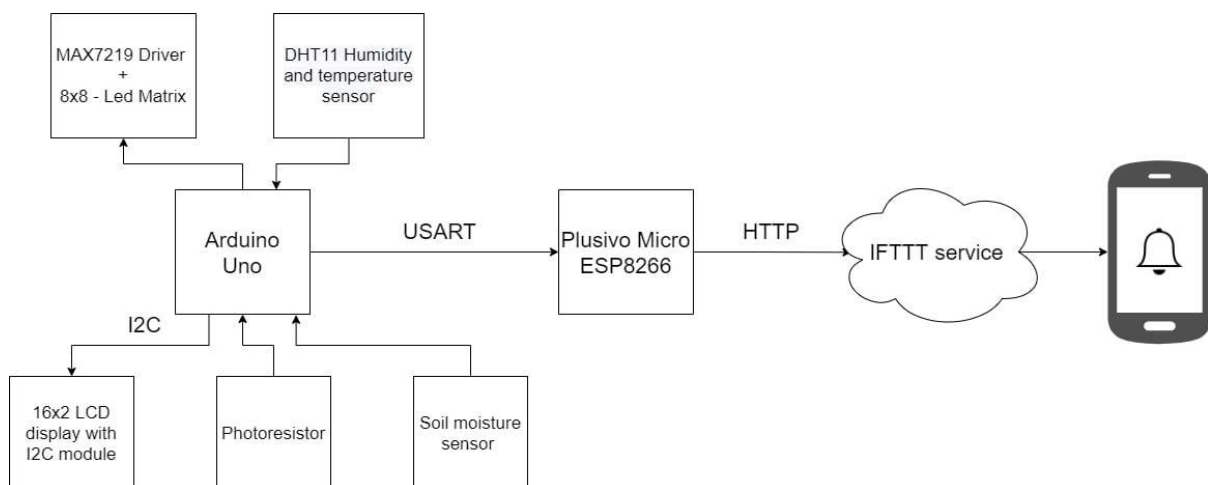 MAX7219 Driver
+
8x8 - Led Matrix
DHT11 Humidity
and temperature
sensor
Arduino
Uno
USART
Plusivo Micro
ESP8266
HTTP
IFTTT service
I2C
16x2 LCD
display with
I2C module
Photoresistor
Soil moisture
sensor